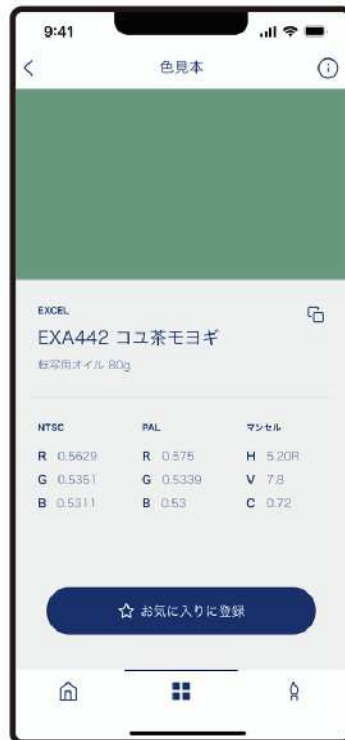 9:41
色見本
EXCEL
EXA442 コユ茶モヨギ
転写用オイル 80g
NTSC PAL マンセル
R 0.5629 R 0.575 H 5.20R
G 0.5351 G 0.5339 V 7.8
B 0.5311 B 0.53 C 0.72
お気に入りに登録